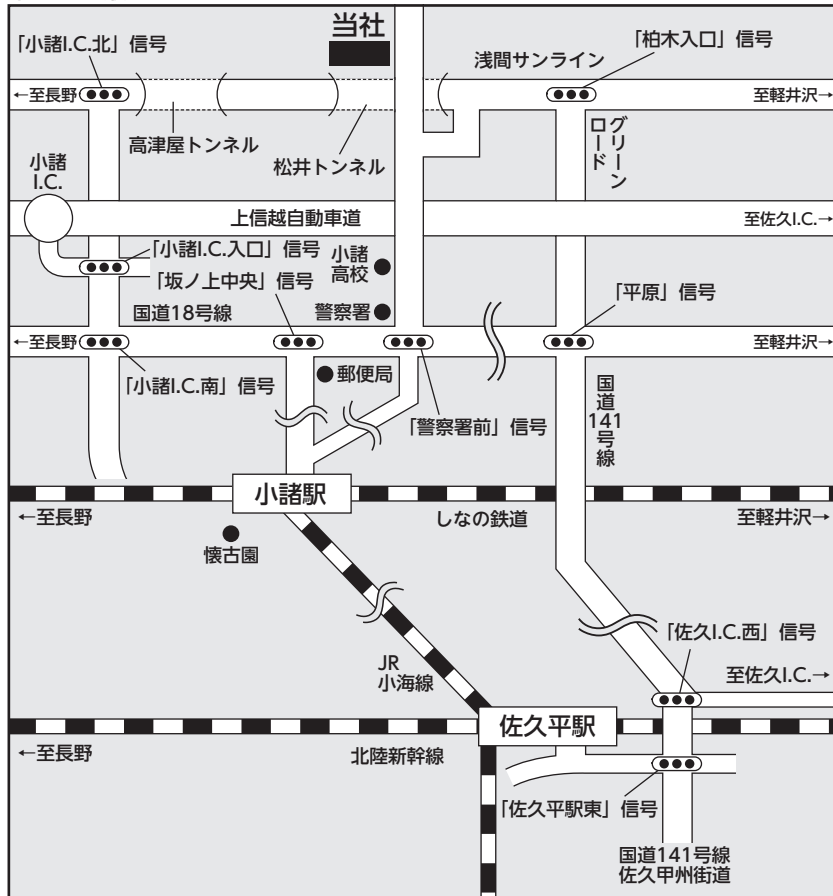 当社
「小諸I.C.北」信号
「柏木入口」信号
浅間サンライン
←至長野
至軽井沢→
高津屋トンネル
松井トンネル
グリーン
ロード
小諸
I.C.
上信越自動車道
至佐久I.C.→
「小諸I.C.入口」信号
小諸
高校
「坂ノ上中央」信号
「平原」信号
国道18号線
警察署
←至長野
至軽井沢→
「小諸I.C.南」信号
郵便局
「警察署前」信号
国道141号線
小諸駅
←至長野
しなの鉄道
至軽井沢→
懐古園
「佐久I.C.西」信号
JR
小海線
至佐久I.C.→
佐久平駅
←至長野
北陸新幹線
「佐久平駅東」信号
国道141号線
佐久甲州街道